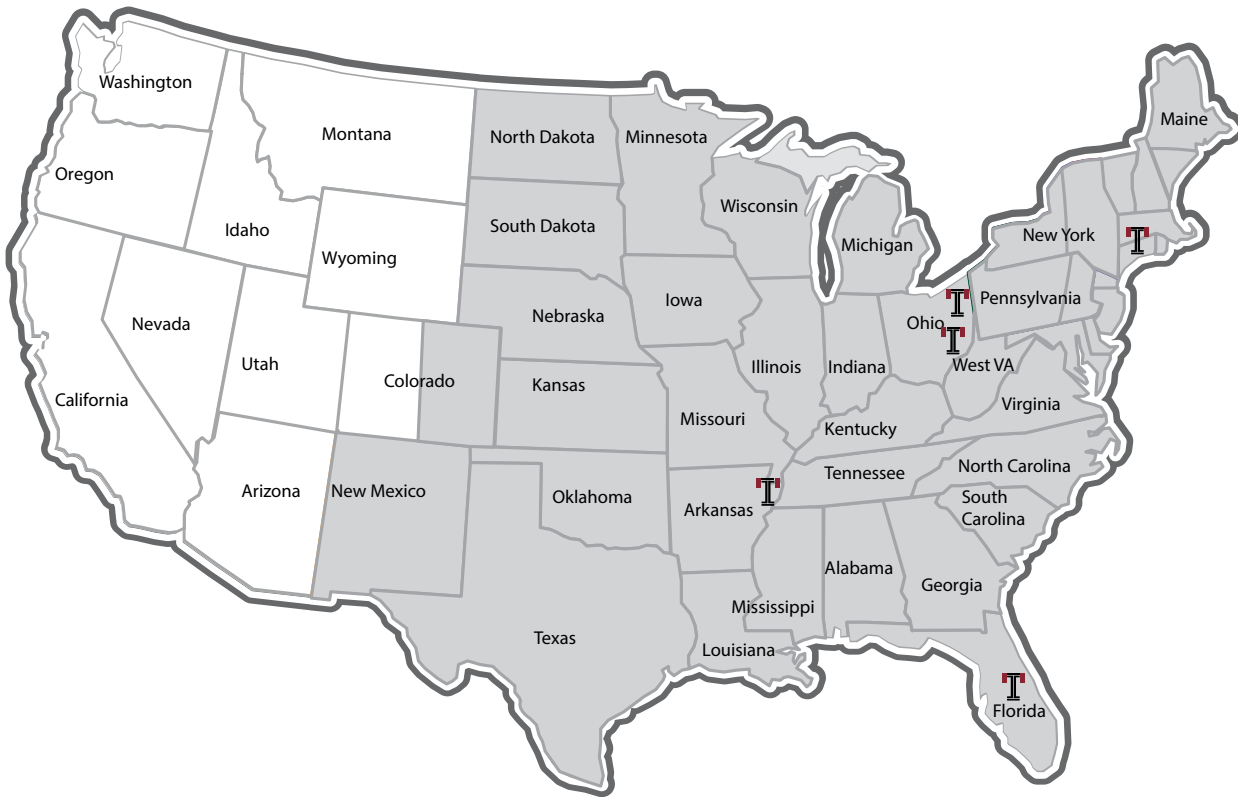 Washington
Montana
North Dakota
Minnesota
Maine
Oregon
Idaho
South Dakota
Wisconsin
Michigan
New York
Wyoming
Nebraska
Iowa
Pennsylvania
Nevada
Utah
Colorado
Kansas
Illinois
Indiana
Ohio
West VA
California
Missouri
Kentucky
Virginia
Arizona
New Mexico
Oklahoma
Arkansas
Tennessee
North Carolina
South
Carolina
Texas
Louisiana
Mississippi
Alabama
Georgia
Florida